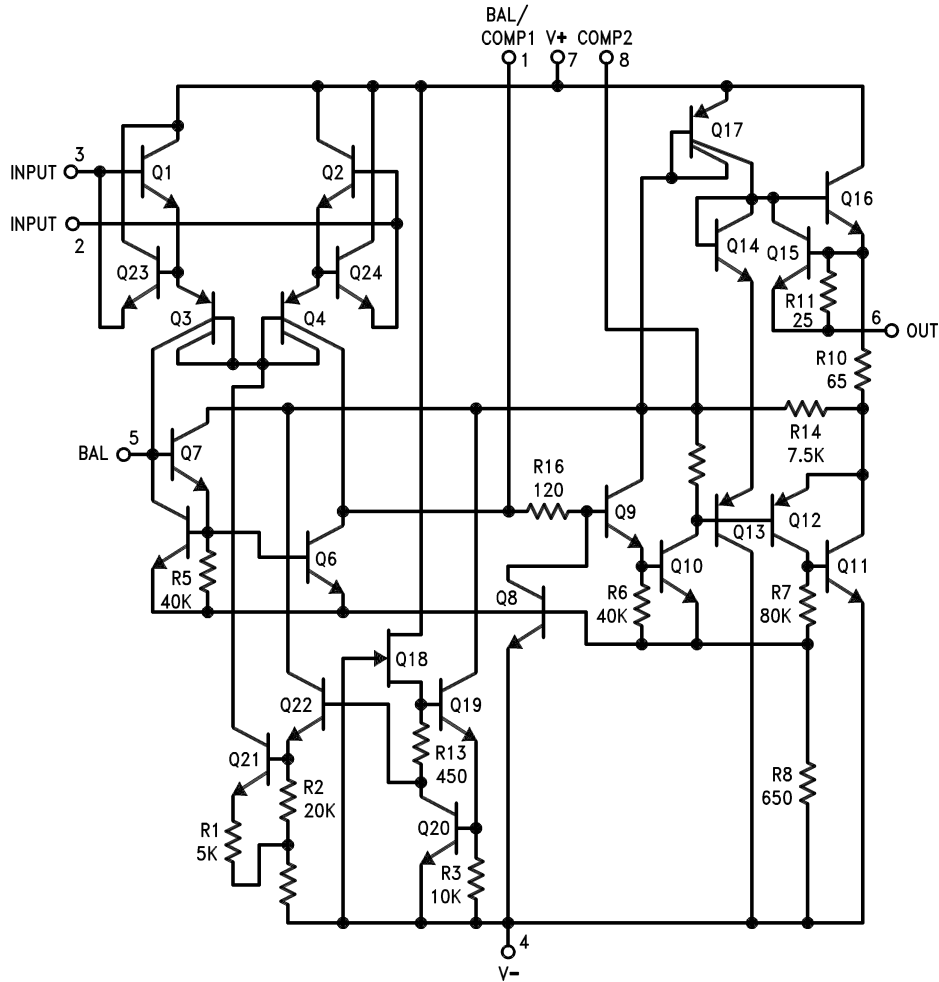 BAL/
COMP1 V+ COMP2
1 7 8
Q17
3
INPUT Q1 Q2
Q16
INPUT
2
Q14 Q15
Q23 Q24
R11
25
Q3 Q4
6
OUT
R10
65
5
BAL Q7
R14
7.5K
R16
120
Q9 Q13 Q12
Q6 Q10 Q11
R5
40K
Q8
R6
40K
R7
80K
Q18
Q22 Q19
Q21
R13
450
R2
20K
R8
650
R1
5K
Q20
R3
10K
4
V-